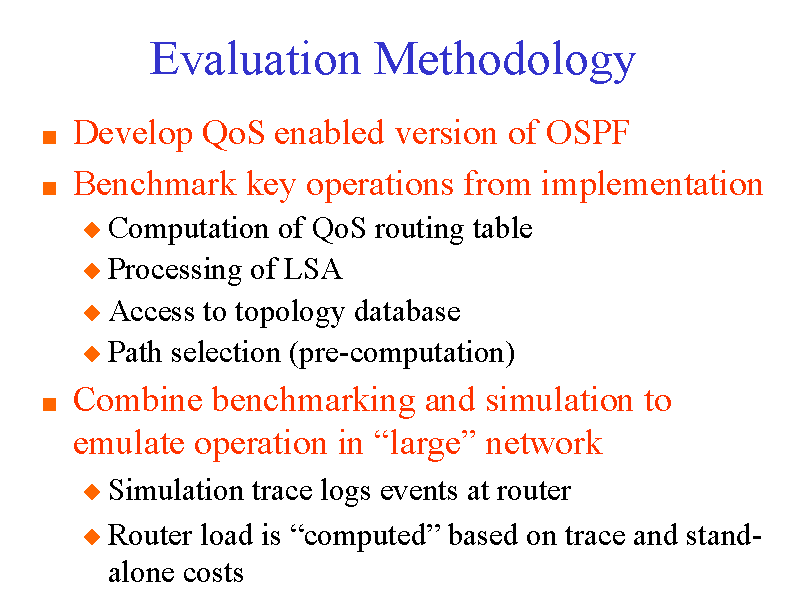 Evaluation Methodology
Develop QoS enabled version of OSPF
Benchmark key operations from implementation
Computation of QoS routing table
Processing of LSA
Access to topology database
Path selection (pre-computation)
Combine benchmarking and simulation to
emulate operation in “large” network
Simulation trace logs events at router
Router load is “computed” based on trace and stand-
alone costs